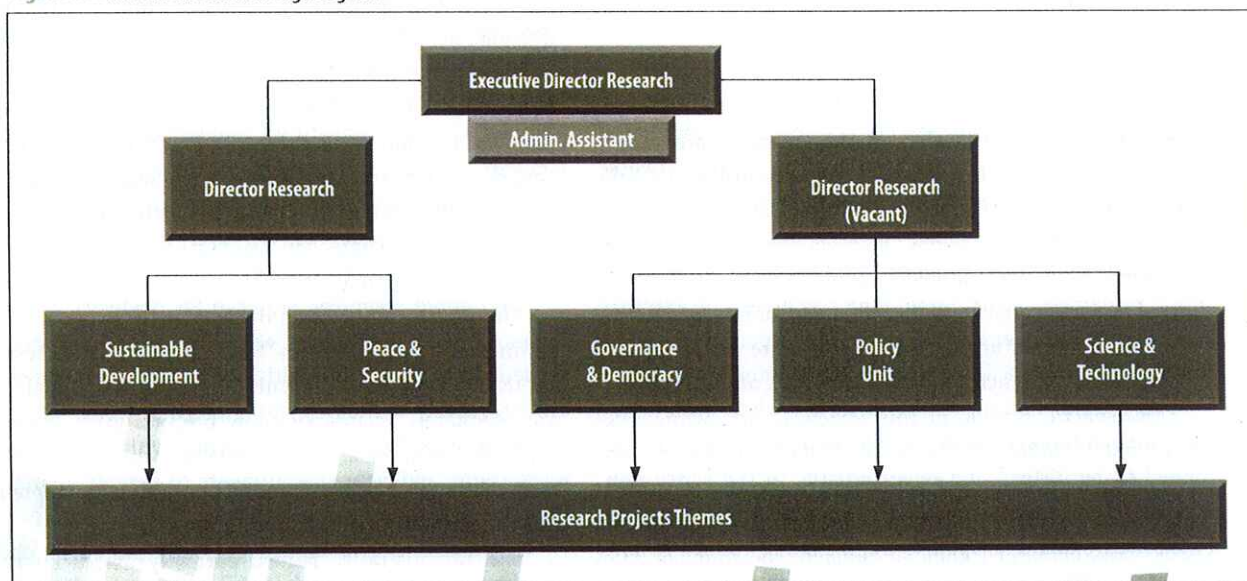 Executive Director Research
Admin. Assistant
Director Research
Director Research
(Vacant)
Sustainable
Development
Peace &
Security
Governance
& Democracy
Policy
Unit
Science &
Technology
Research Projects Themes